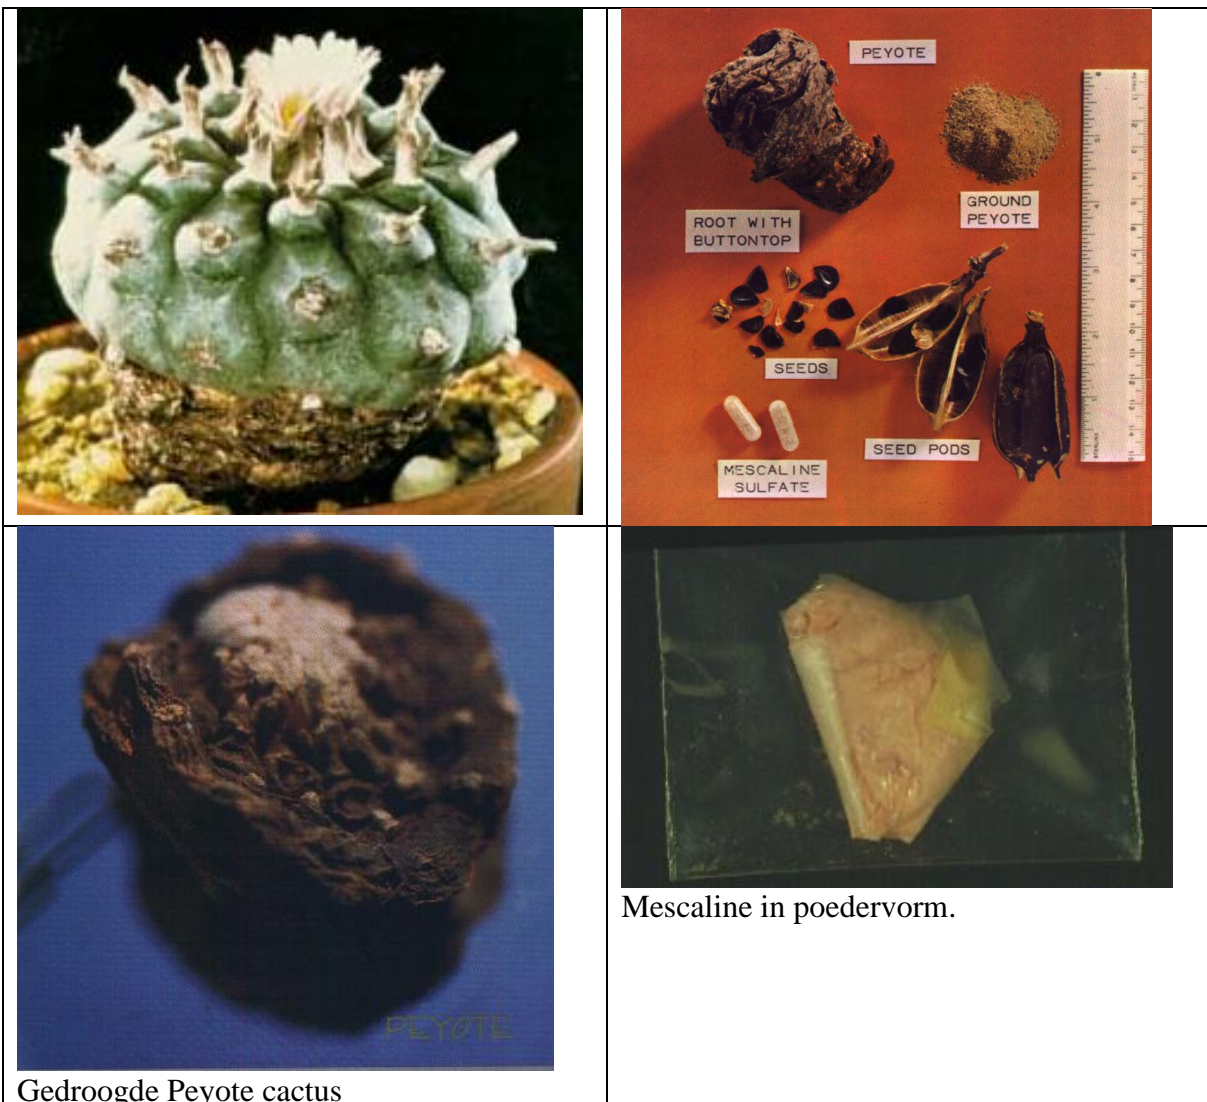 PEYOTE
ROOT WITH
BUTTONTOP
GROUND
PEYOTE
SEEDS
SEED PODS
MESCALINE
SULFATE
PEYOTE
Gedroogde Peyote cactus
Mescaline in poedervorm.